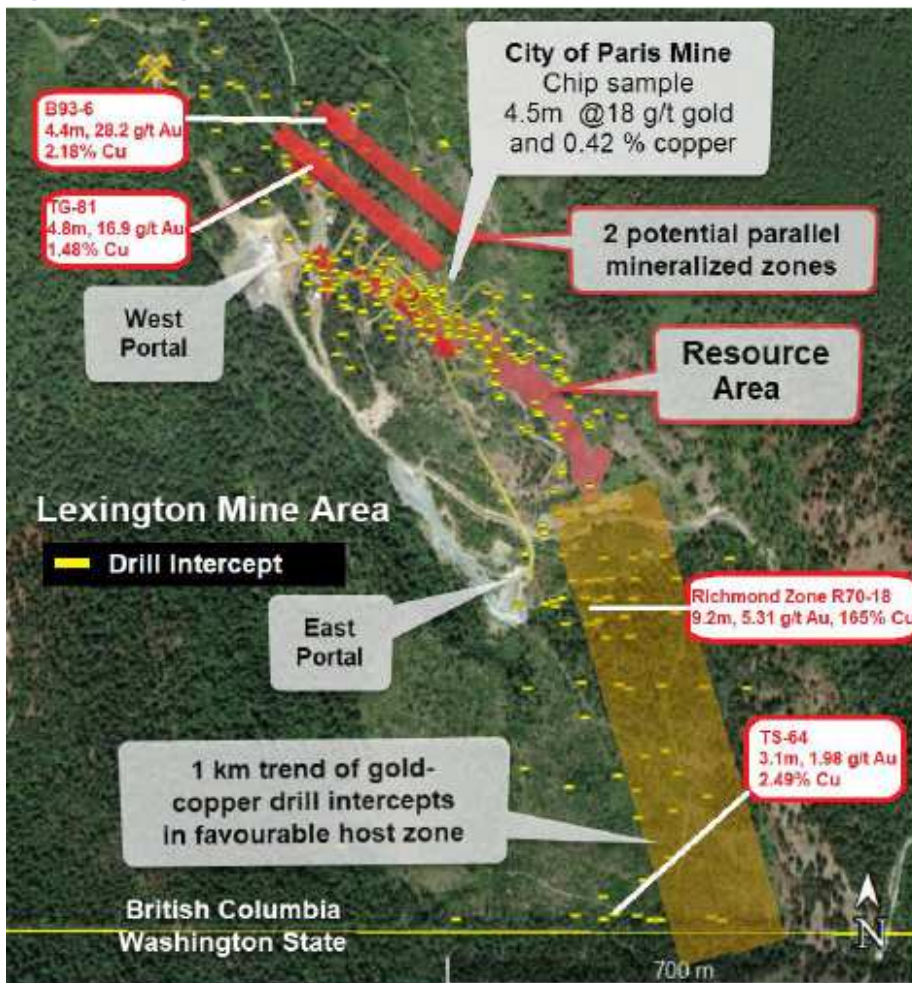 City of Paris Mine
Chip sample
4.5m @18 g/t gold
and 0.42 % copper
B93-6
4.4m, 28.2 g/t Au
2.18% Cu
TG-81
4.8m, 16.9 g/t Au
1.48% Cu
2 potential parallel
mineralized zones
West
Portal
Resource
Area
Lexington Mine Area
Drill Intercept
East
Portal
Richmond Zone R70-18
9.2m, 5.31 g/t Au, 165% Cu
TS-64
3.1m, 1.98 g/t Au
2.49% Cu
1 km trend of gold-
copper drill intercepts
in favourable host zone
British Columbia
Washington State
N
700 m